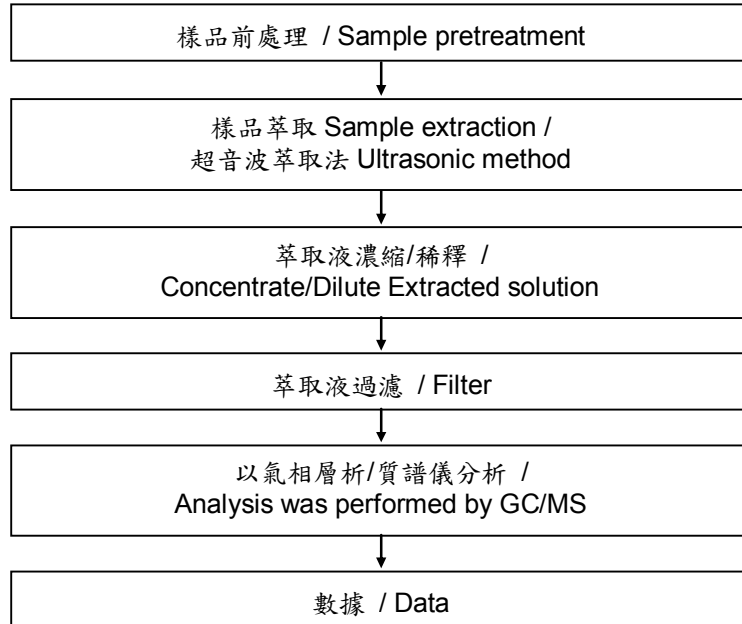 樣品前處理 / Sample pretreatment
樣品萃取 Sample extraction /
超音波萃取法 Ultrasonic method
萃取液濃縮/稀釋 /
Concentrate/Dilute Extracted solution
萃取液過濾 / Filter
以氣相層析/質譜儀分析 /
Analysis was performed by GC/MS
數據 / Data